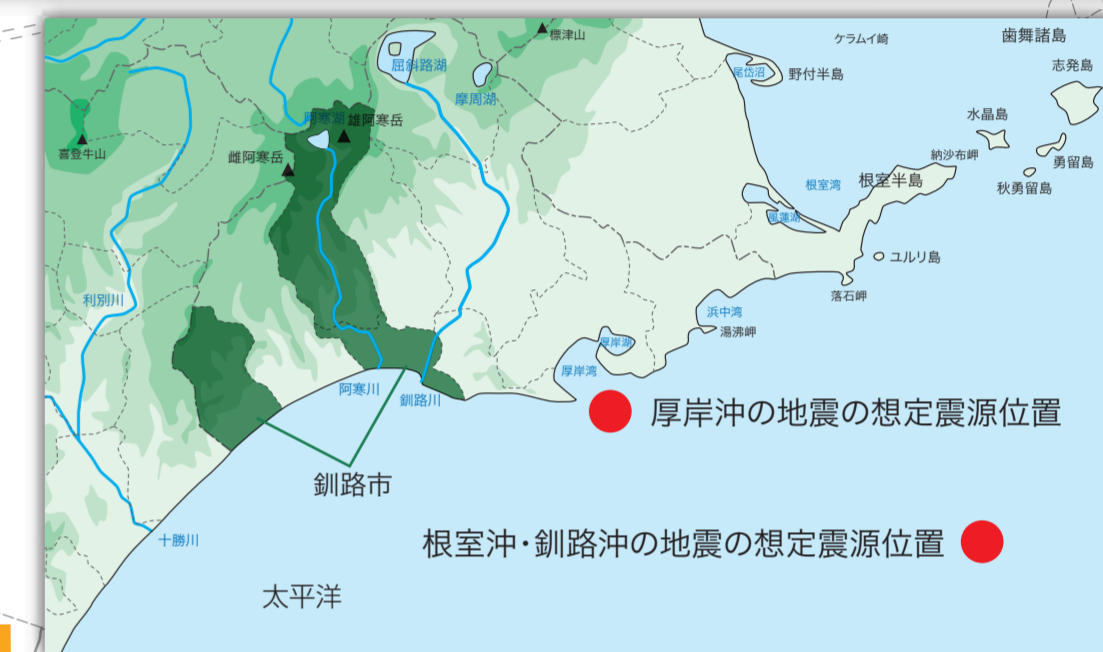 標津山
ケラムイ崎
歯舞諸島
屈斜路湖
尾岱沼
野付半島
志発島
摩周湖
水晶島
阿寒湖
雄阿寒岳
喜登牛山
雌阿寒岳
納沙布岬
勇留島
根室湾
根室半島
秋勇留島
風蓮湖
ユルリ島
利別川
落石岬
浜中湾
湯沸岬
厚岸湖
厚岸湾
阿寒川
釧路川
厚岸沖の地震の想定震源位置
釧路市
根室沖･釧路沖の地震の想定震源位置
十勝川
太平洋